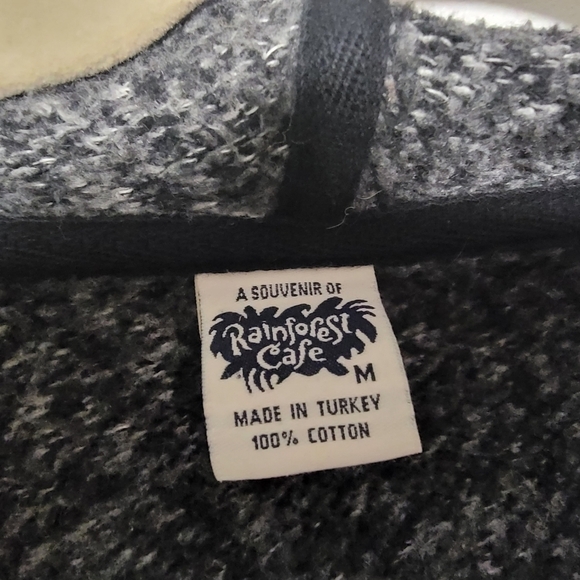 A SOUVENIR OF
Rainforest
Cafe
M
MADE IN TURKEY
100% COTTON